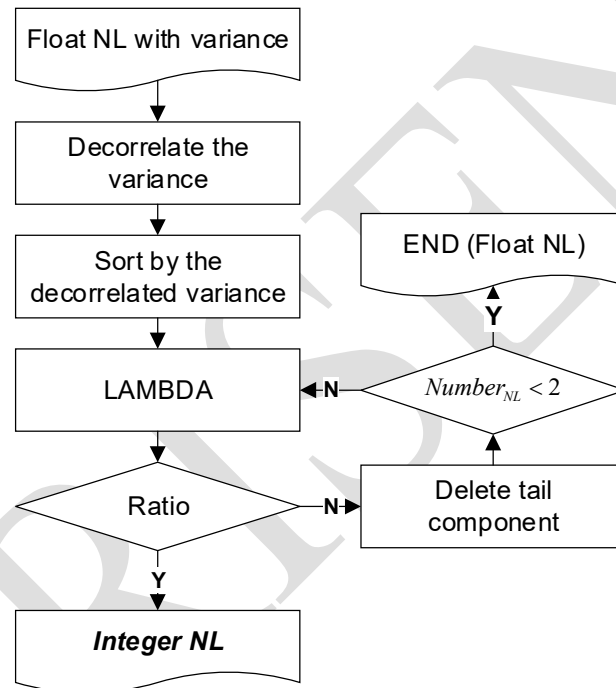 Float NL with variance
Decorrelate the
variance
Sort by the
decorrelated variance
LAMBDA
Ratio
Y
Integer NL
N
Delete tail
component
Number_NL < 2
N
Y
END (Float NL)